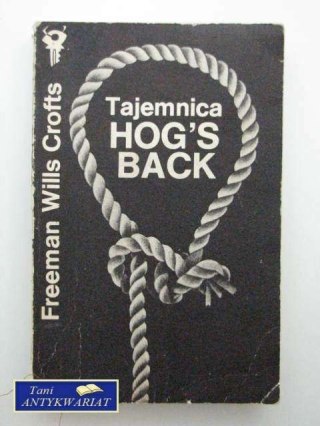 Tajemnica
HOG'S
BACK
Freeman Wills Crofts
Tani
ANTYKWARIAT